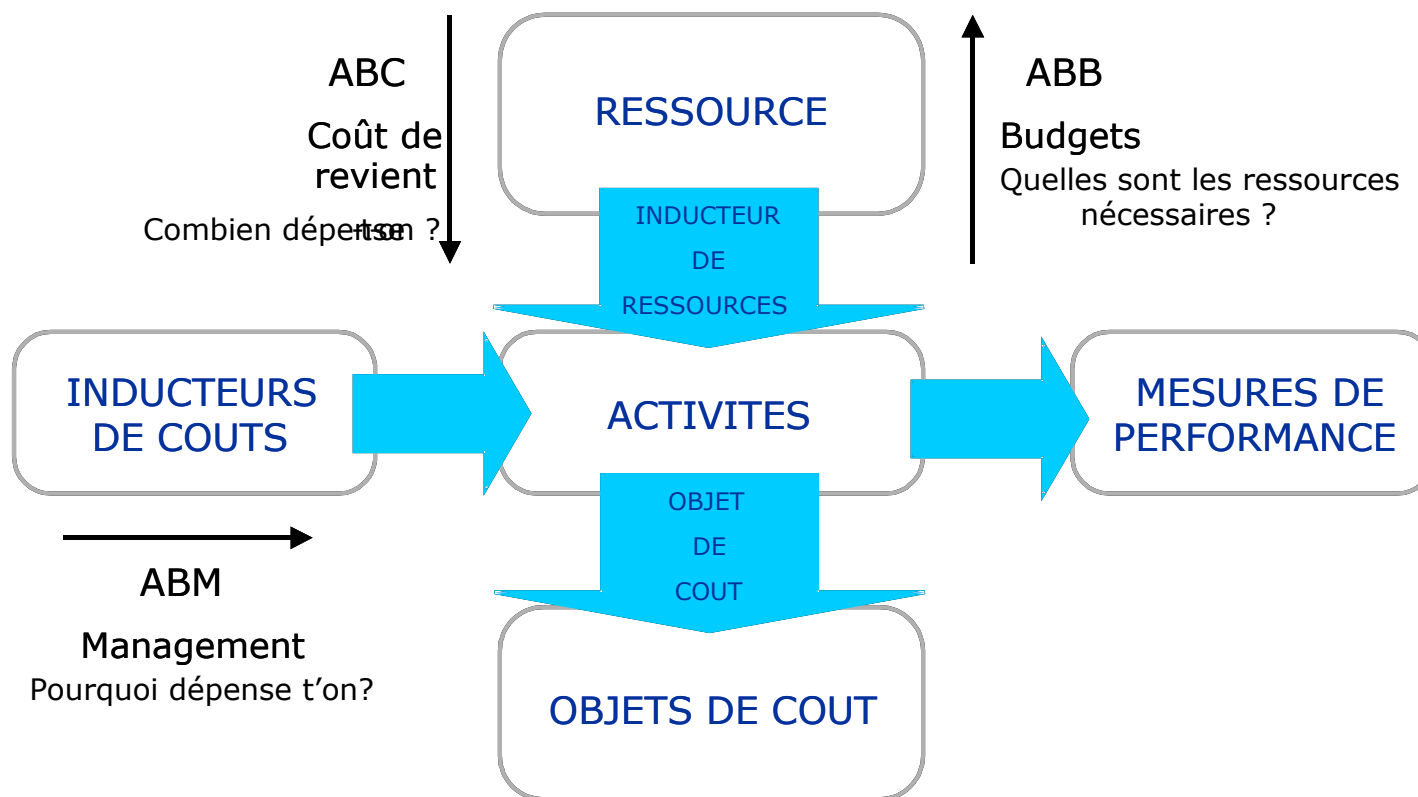 ABC
Coût de
revient
Combien dépense-t-on ?
RESSOURCE
ABB
Budgets
Quelles sont les ressources
nécessaires ?
INDUCTEUR
DE
RESSOURCES
INDUCTEURS
DE COUTS
ACTIVITES
MESURES DE
PERFORMANCE
OBJET
DE
COUT
ABM
Management
Pourquoi dépense t’on?
OBJETS DE COUT